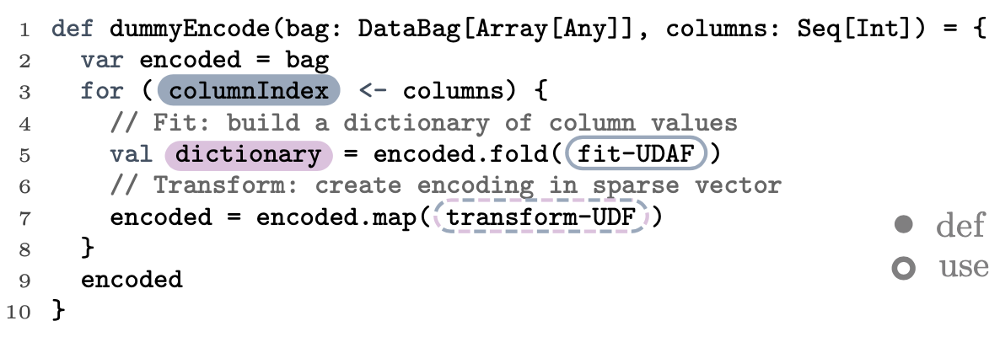 1 def dummyEncode(bag: DataBag[Array[Any]], columns: Seq[Int]) = {
2 var encoded = bag
3 for ( columnIndex <- columns) {
4 // Fit: build a dictionary of column values
5 val dictionary = encoded.fold(fit-UDAF)
6 // Transform: create encoding in sparse vector
7 encoded = encoded.map(transform-UDF)
8 }
9 encoded
10 }
def
use